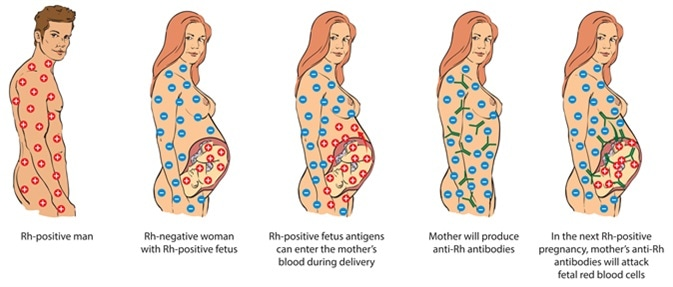 Rh-positive man
Rh-negative woman
with Rh-positive fetus
Rh-positive fetus antigens
can enter the mother's
blood during delivery
Mother will produce
anti-Rh antibodies
In the next Rh-positive
pregnancy, mother's anti-Rh
antibodies will attack
fetal red blood cells